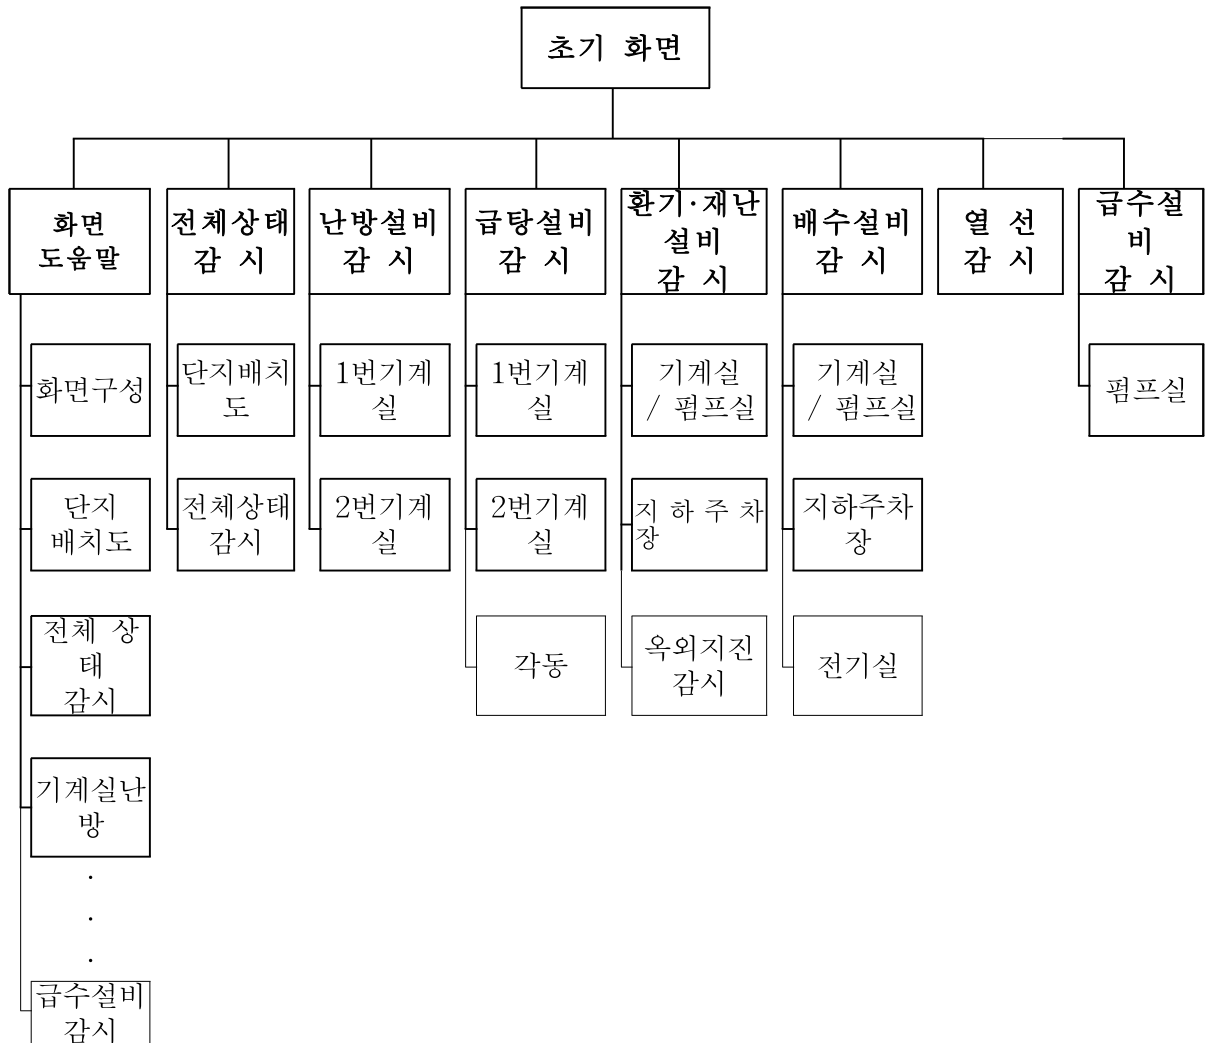 초기 화면
화면
도움말
전체상태
감 시
난방설비
감 시
급탕설비
감 시
환기·재난
설비
감 시
배수설비
감 시
열 선
감 시
급수설
비
감 시
화면구성
단지
배치도
전체 상
태
감시
기계실난
방
.
.
.
급수설비
감시
단지배치
도
전체상태
감시
1번기계
실
2번기계
실
1번기계
실
2번기계
실
각동
기계실
/ 펌프실
지 하 주 차
장
옥외지진
감시
기계실
/ 펌프실
지하주차
장
전기실
펌프실